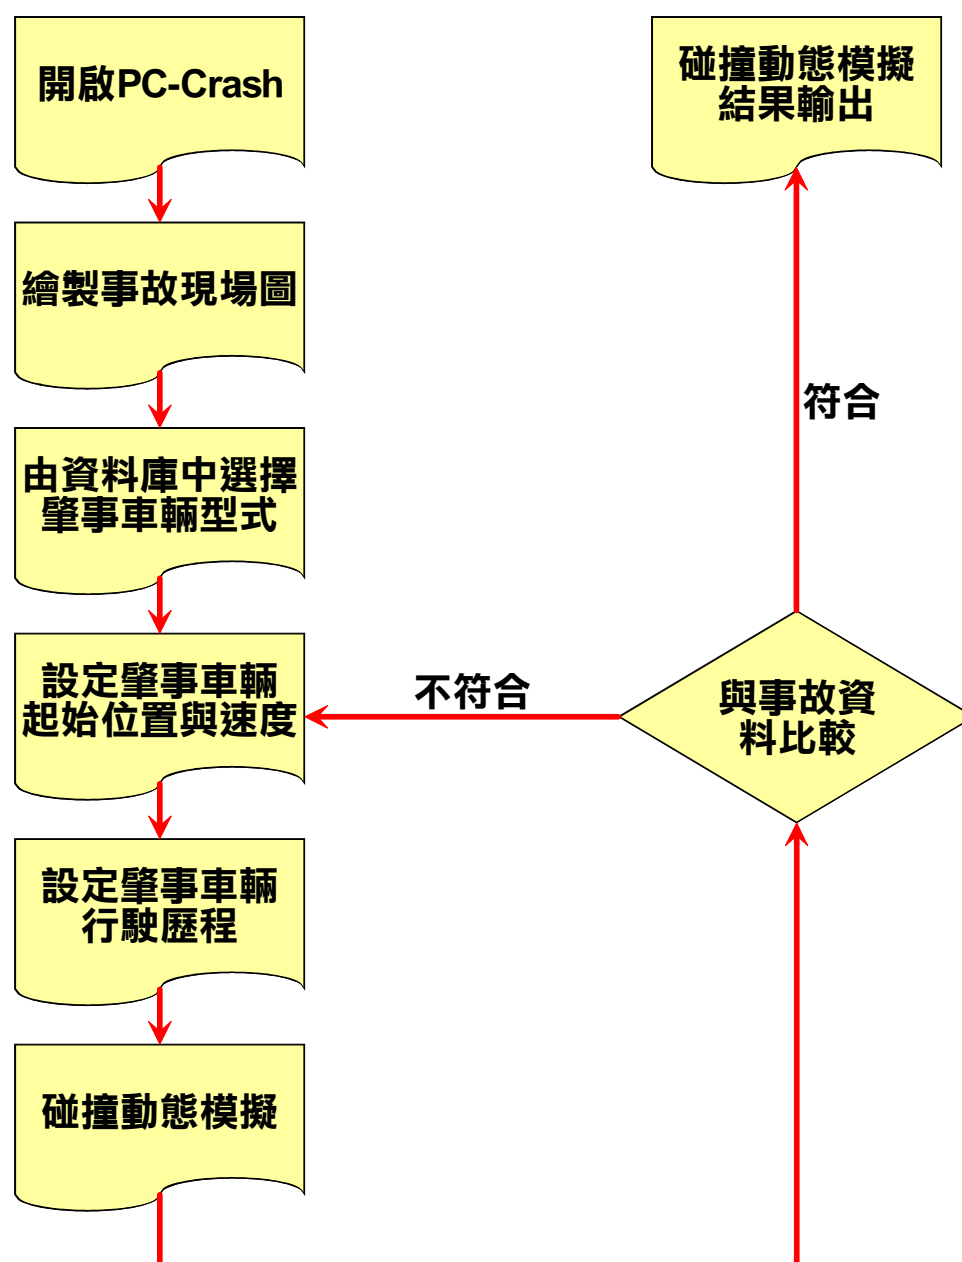 開啟PC-Crash
繪製事故現場圖
由資料庫中選擇
肇事車輛型式
設定肇事車輛
起始位置與速度
設定肇事車輛
行駛歷程
碰撞動態模擬
不符合
與事故資
料比較
符合
碰撞動態模擬
結果輸出